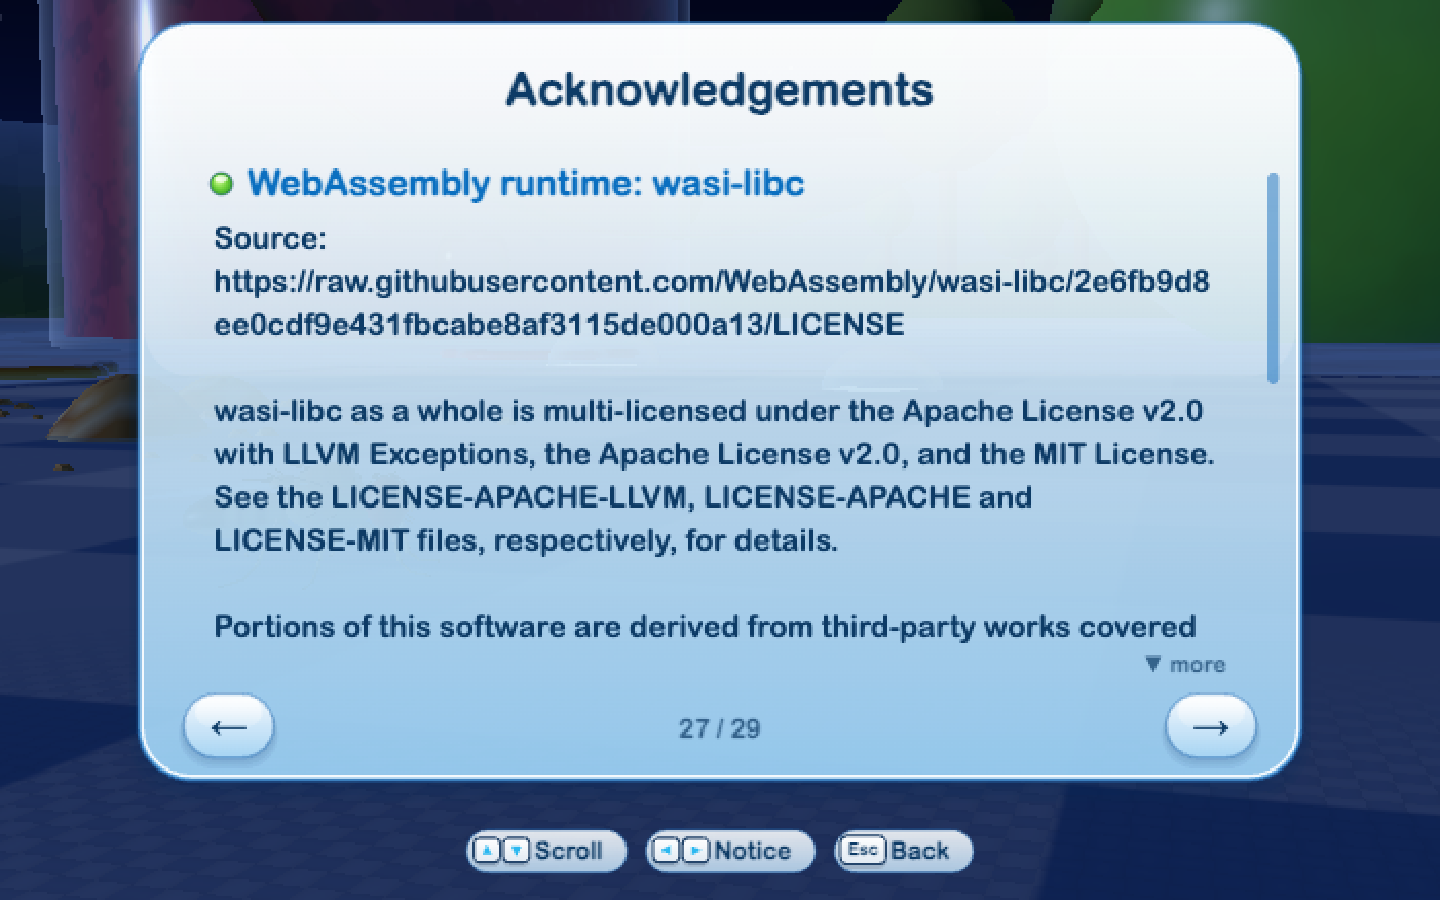 Acknowledgements
WebAssembly runtime: wasi-libc
Source:
https://raw.githubusercontent.com/WebAssembly/wasi-libc/2e6fb9d8
ee0cdf9e431fbcabe8af3115de000a13/LICENSE
wasi-libc as a whole is multi-licensed under the Apache License v2.0
with LLVM Exceptions, the Apache License v2.0, and the MIT License.
See the LICENSE-APACHE-LLVM, LICENSE-APACHE and
LICENSE-MIT files, respectively, for details.
Portions of this software are derived from third-party works covered
▼ more
← 27 / 29 →
▲ ▼ Scroll ◄ ► Notice Esc Back